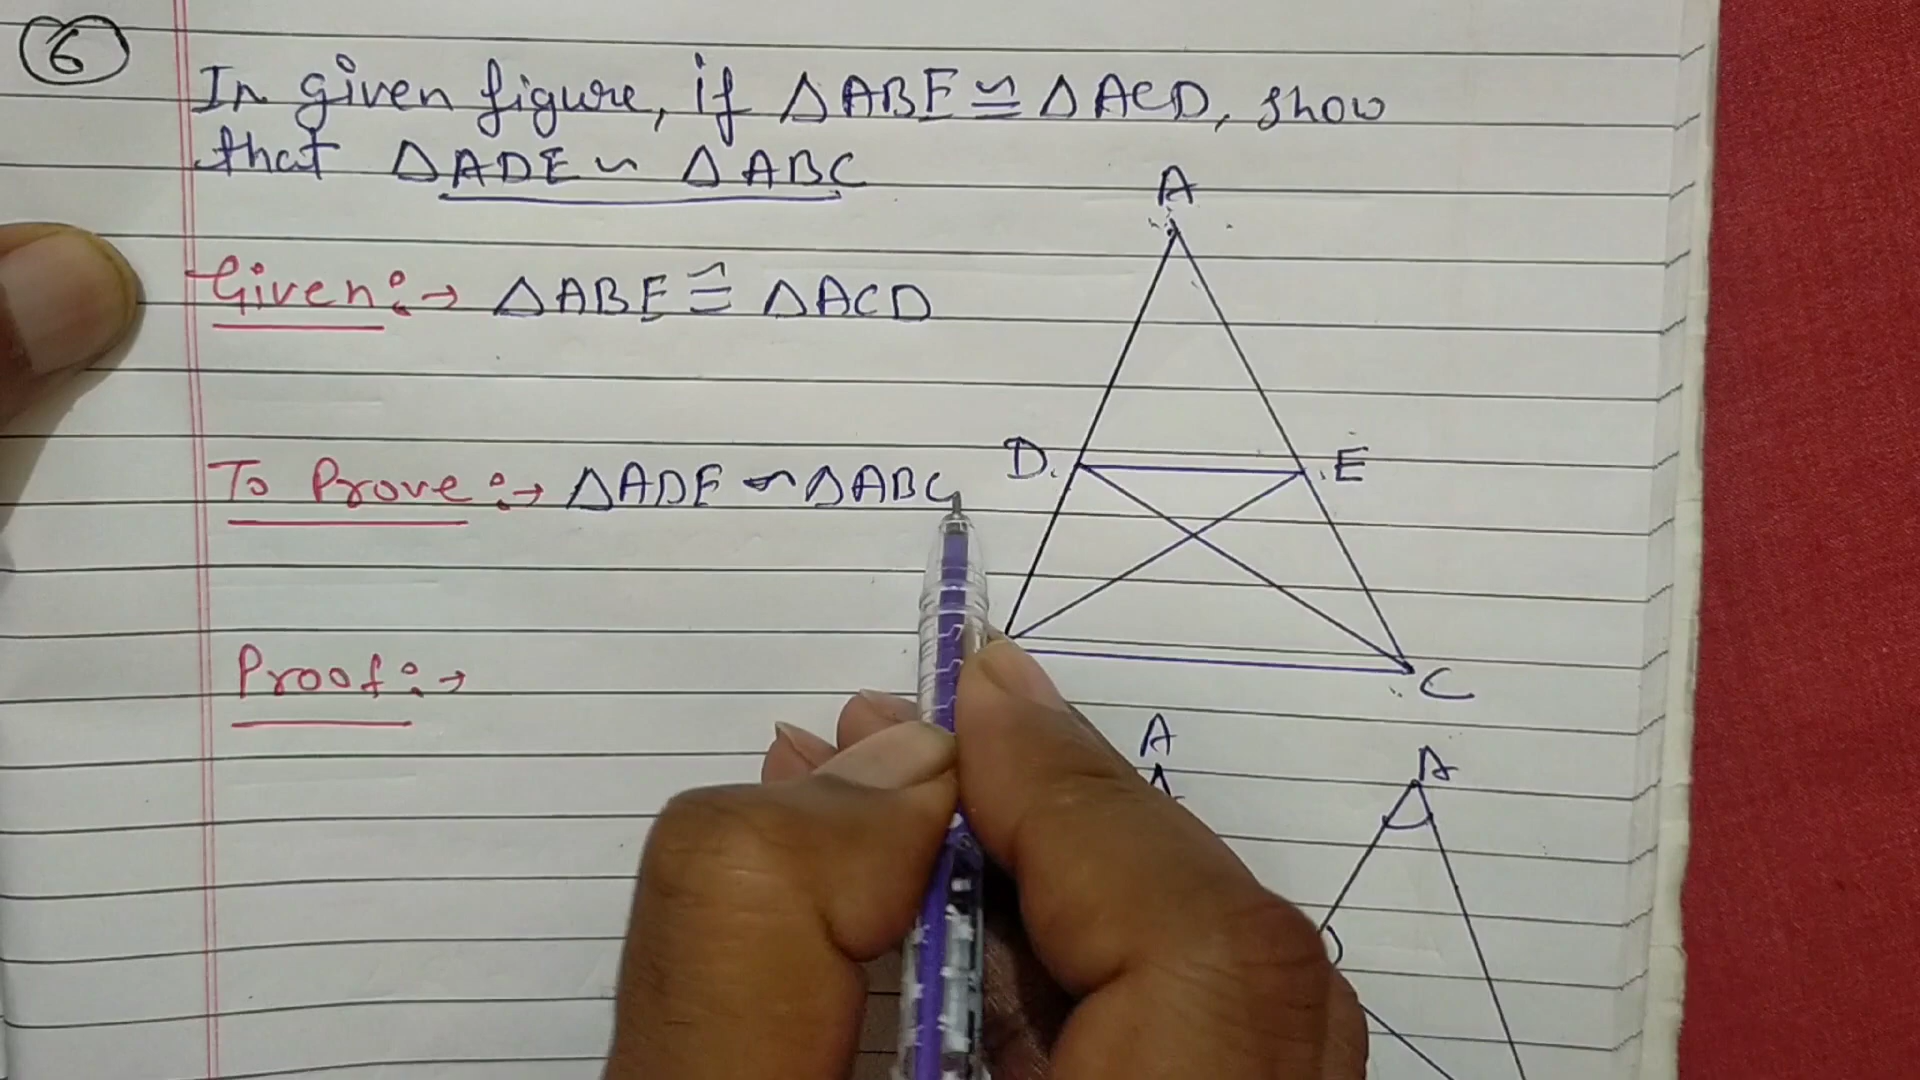 6
In given figure, if △ABE ≅ △ACD, show
that △ADE ~ △ABC
Given:→ △ABE ≅ △ACD
To Prove:→ △ADE ~ △ABC
Proof:→
A
D. .E
C
A A